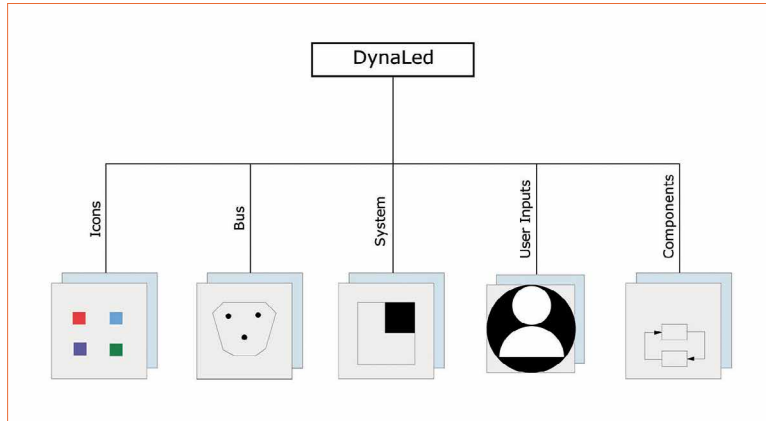 DynaLed
Icons
Bus
System
User Inputs
Components